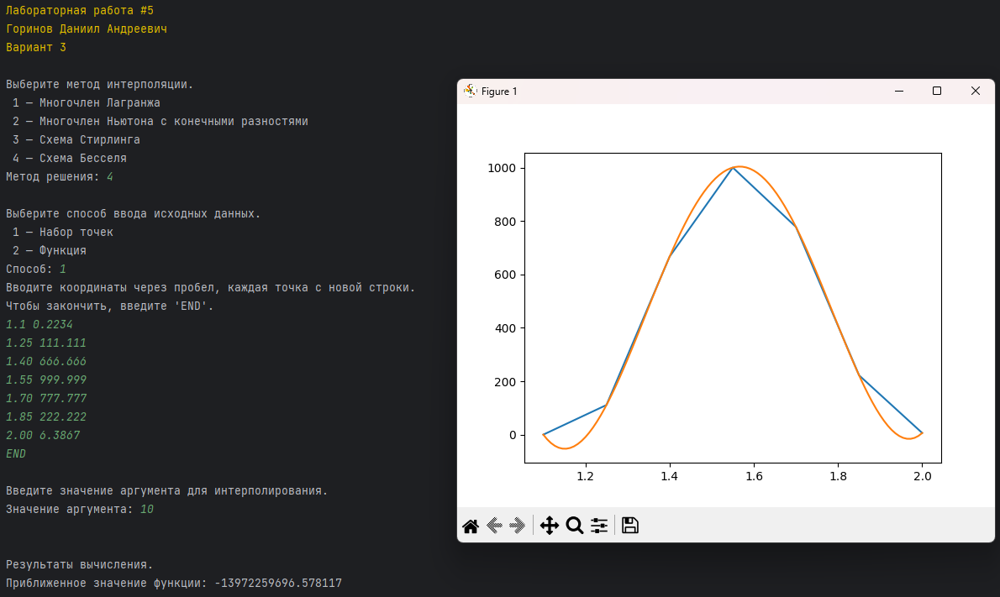 Лабораторная работа #5
Горинов Даниил Андреевич
Вариант 3
Выберите метод интерполяции.
1 — Многочлен Лагранжа
2 — Многочлен Ньютона с конечными разностями
3 — Схема Стирлинга
4 — Схема Бесселя
Метод решения: 4
Выберите способ ввода исходных данных.
1 — Набор точек
2 — Функция
Способ: 1
Вводите координаты через пробел, каждая точка с новой строки.
Чтобы закончить, введите 'END'.
1.1 0.2234
1.25 111.111
1.40 666.666
1.55 999.999
1.70 777.777
1.85 222.222
2.00 6.3867
END
Введите значение аргумента для интерполирования.
Значение аргумента: 10
Результаты вычисления.
Приближенное значение функции: -13972259696.578117
Figure 1
1000
800
600
400
200
0
1.2 1.4 1.6 1.8 2.0